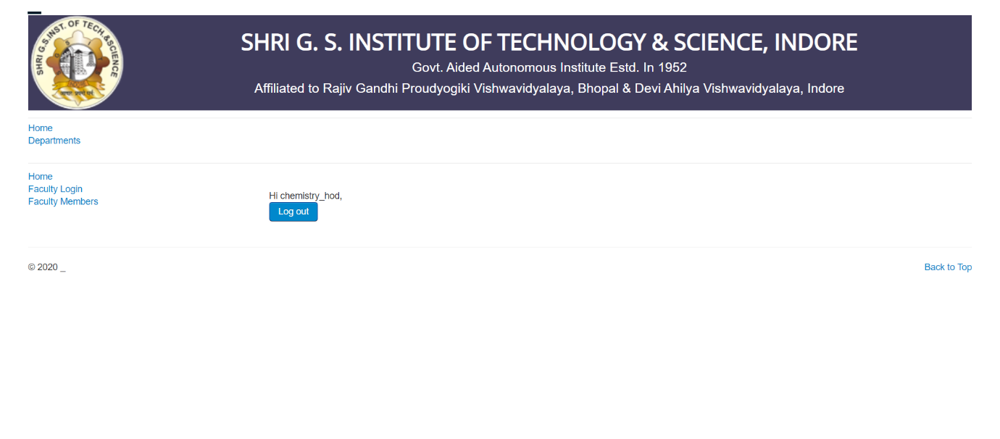 SHRI G.S.INST. OF TECH.&SCIENCE
SHRI G. S. INSTITUTE OF TECHNOLOGY & SCIENCE, INDORE
Govt. Aided Autonomous Institute Estd. In 1952
Affiliated to Rajiv Gandhi Proudyogiki Vishwavidyalaya, Bhopal & Devi Ahilya Vishwavidyalaya, Indore
Home
Departments
Home
Faculty Login
Faculty Members
Hi chemistry_hod,
Log out
© 2020 _
Back to Top